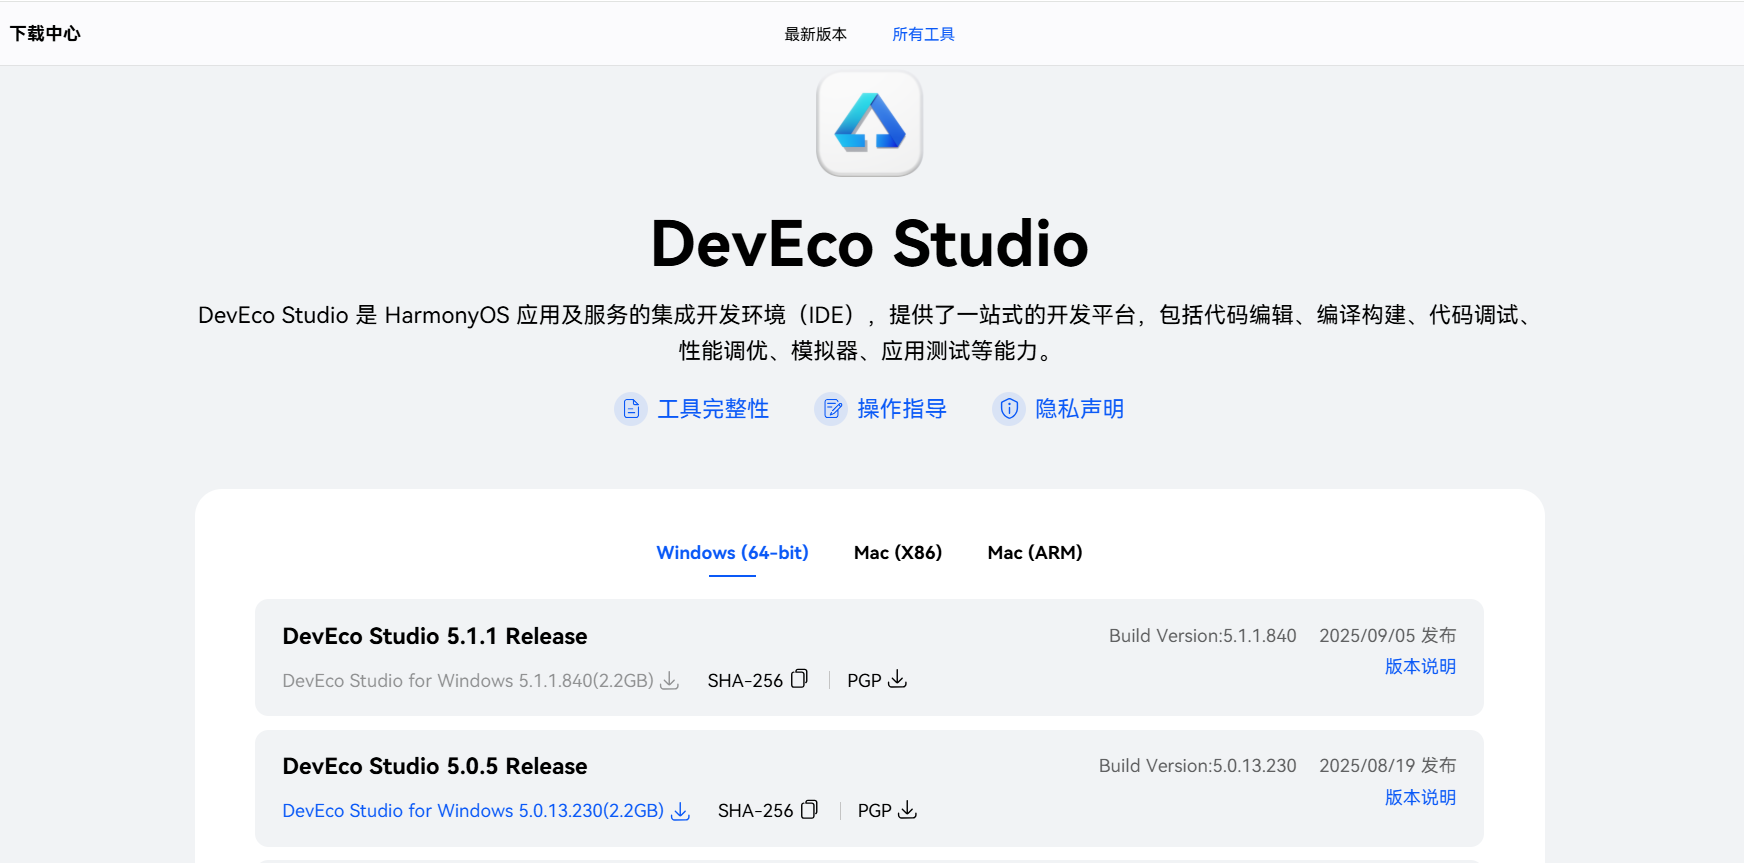 下载中心
最新版本
所有工具
DevEco Studio
DevEco Studio 是 HarmonyOS 应用及服务的集成开发环境（IDE），提供了一站式的开发平台，包括代码编辑、编译构建、代码调试、
性能调优、模拟器、应用测试等能力。
工具完整性
操作指导
隐私声明
Windows (64-bit)
Mac (X86)
Mac (ARM)
DevEco Studio 5.1.1 Release
Build Version:5.1.1.840
2025/09/05 发布
版本说明
DevEco Studio for Windows 5.1.1.840(2.2GB)
SHA-256
PGP
DevEco Studio 5.0.5 Release
Build Version:5.0.13.230
2025/08/19 发布
版本说明
DevEco Studio for Windows 5.0.13.230(2.2GB)
SHA-256
PGP